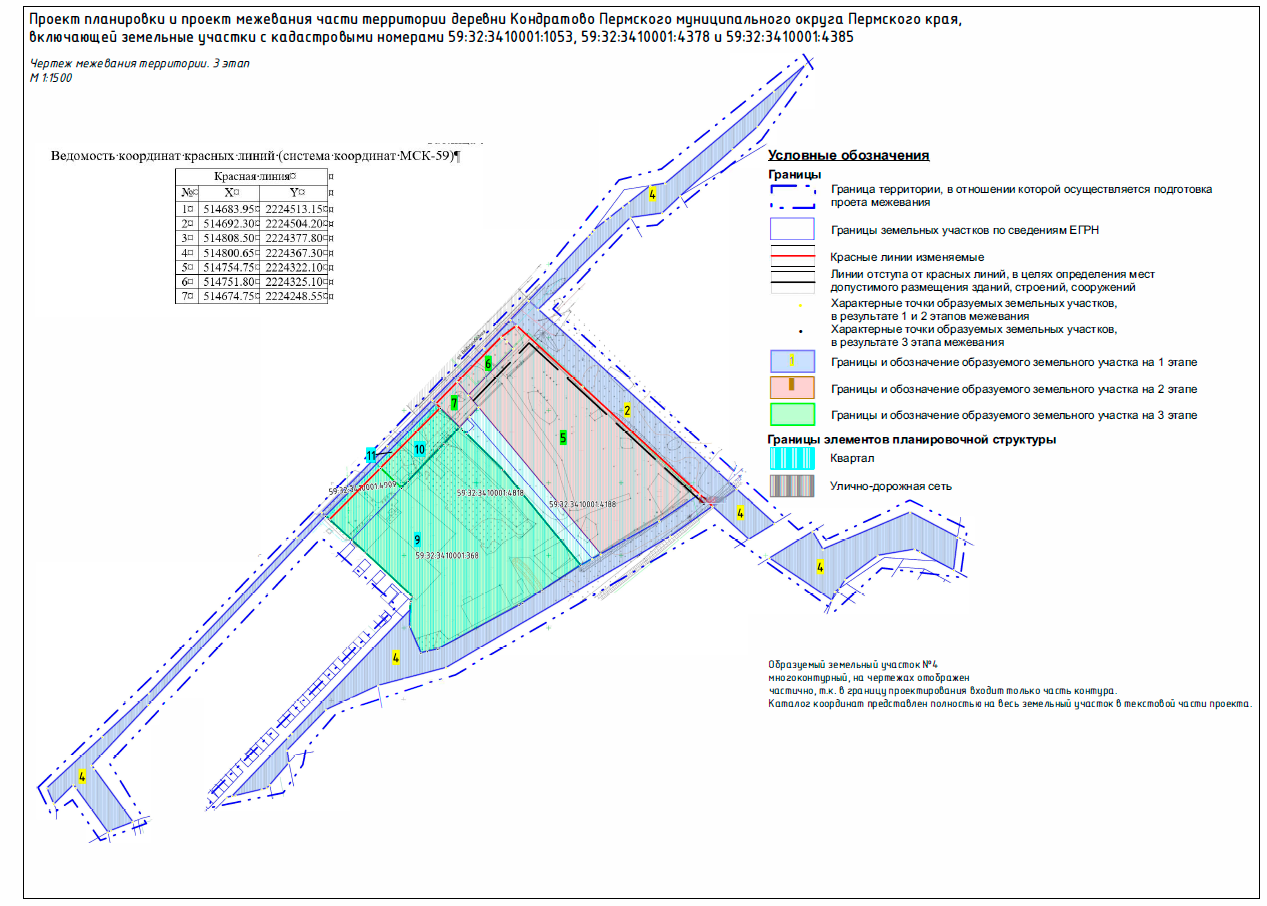 Проект планировки и проект межевания части территории деревни Кондратово Пермского муниципального округа Пермского края,
включающей земельные участки с кадастровыми номерами 59:32:3410001:1053, 59:32:3410001:4378 и 59:32:3410001:4385
Чертеж межевания территории. 3 этап
М 1:1500
Ведомость·координат·красных·линий·(система·координат·МСК-59)¶
Красная·линия¤ ¤
№¤ X¤ Y¤ ¤
1¤ 514683.95¤ 2224513.15¤ ¤
2¤ 514692.30¤ 2224504.20¤ ¤
3¤ 514808.50¤ 2224377.80¤ ¤
4¤ 514800.65¤ 2224367.30¤ ¤
5¤ 514754.75¤ 2224322.10¤ ¤
6¤ 514751.80¤ 2224325.10¤ ¤
7¤ 514674.75¤ 2224248.55¤ ¤
Условные обозначения
Границы
Граница территории, в отношении которой осуществляется подготовка
проета межевания
Границы земельных участков по сведениям ЕГРН
Красные линии изменяемые
Линии отступа от красных линий, в целях определения мест
допустимого размещения зданий, строений, сооружений
Характерные точки образуемых земельных участков,
в результате 1 и 2 этапов межевания
Характерные точки образуемых земельных участков,
в результате 3 этапа межевания
1
Границы и обозначение образуемого земельного участка на 1 этапе
Границы и обозначение образуемого земельного участка на 2 этапе
Границы и обозначение образуемого земельного участка на 3 этапе
Границы элементов планировочной структуры
Квартал
Улично-дорожная сеть
4
6
7
2
5
10
11
59:32:3410001:4818
59:32:3410001:4188
9
59:32:3410001:368
4
4
4
4
Образуемый земельный участок №4
многоконтурный, на чертежах отображен
частично, т.к. в границу проектирования входит только часть контура.
Каталог координат представлен полностью на весь земельный участок в текстовой части проекта.